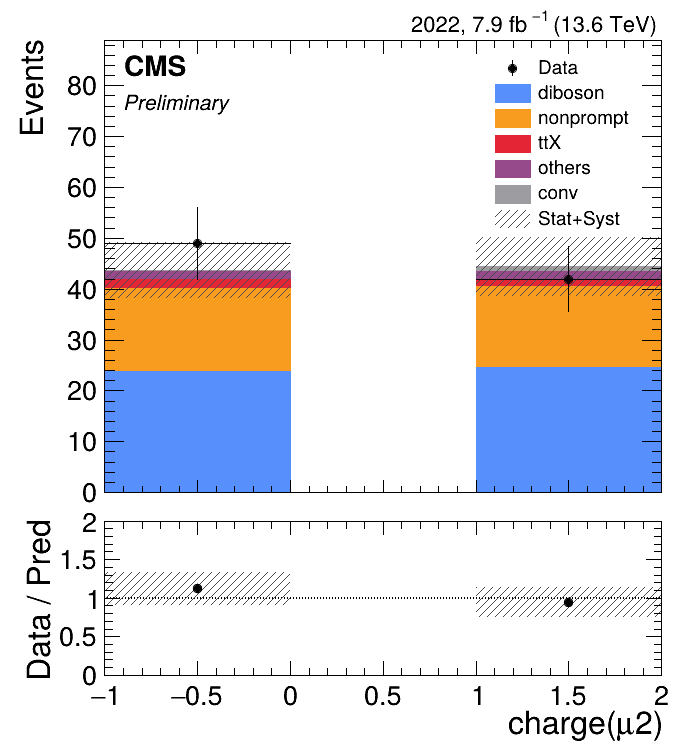 2022, 7.9 fb⁻¹ (13.6 TeV)
CMS
Preliminary
Data
diboson
nonprompt
ttX
others
conv
Stat+Syst
Events
80
70
60
50
40
30
20
10
0
Data / Pred
2
1.5
1
0.5
0
−1 −0.5 0 0.5 1 1.5 2
charge(μ2)